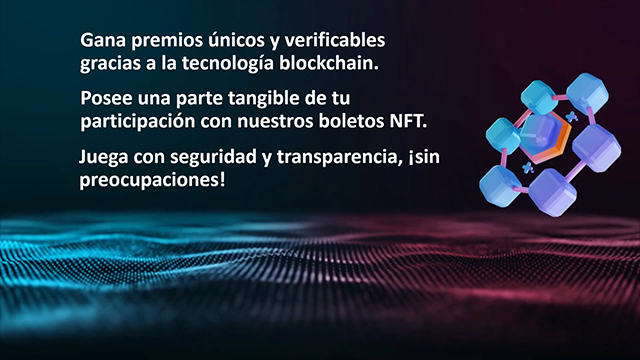 Gana premios únicos y verificables
gracias a la tecnología blockchain.
Posee una parte tangible de tu
participación con nuestros boletos NFT.
Juega con seguridad y transparencia, ¡sin
preocupaciones!